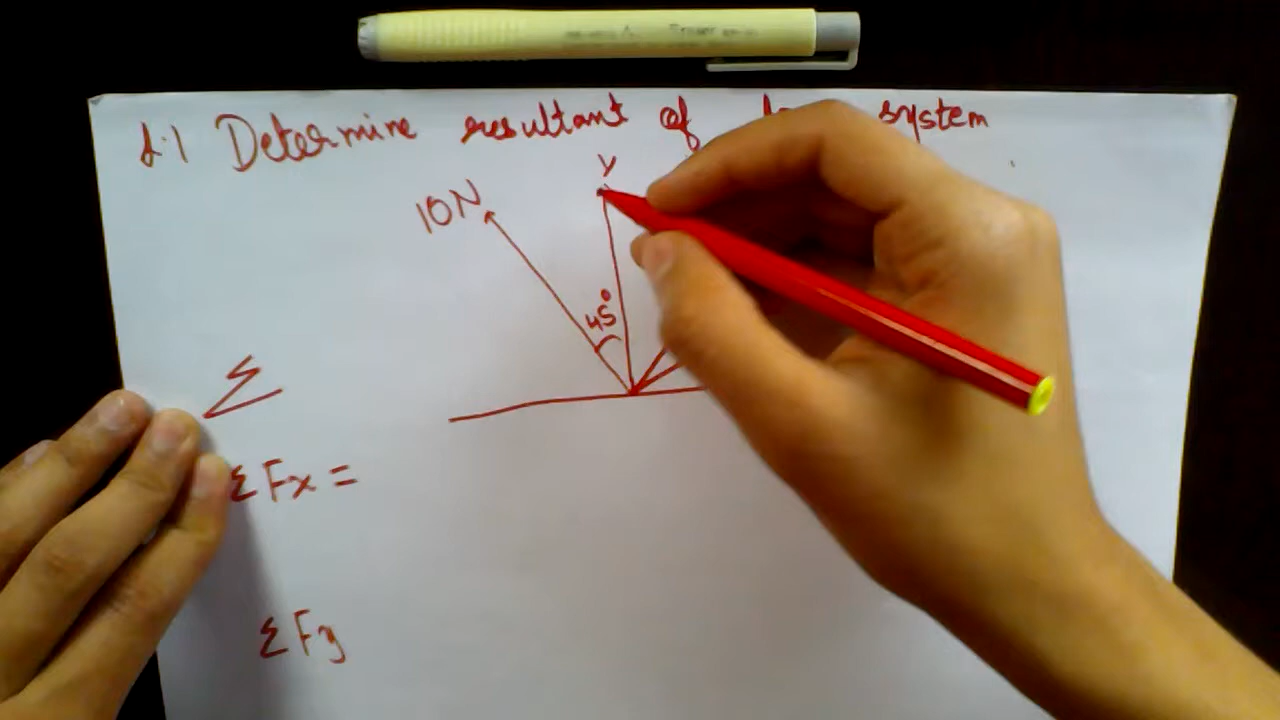 1.1 Determine resultant of system
Y
10N
45°
Σ
ΣFx =
ΣFy